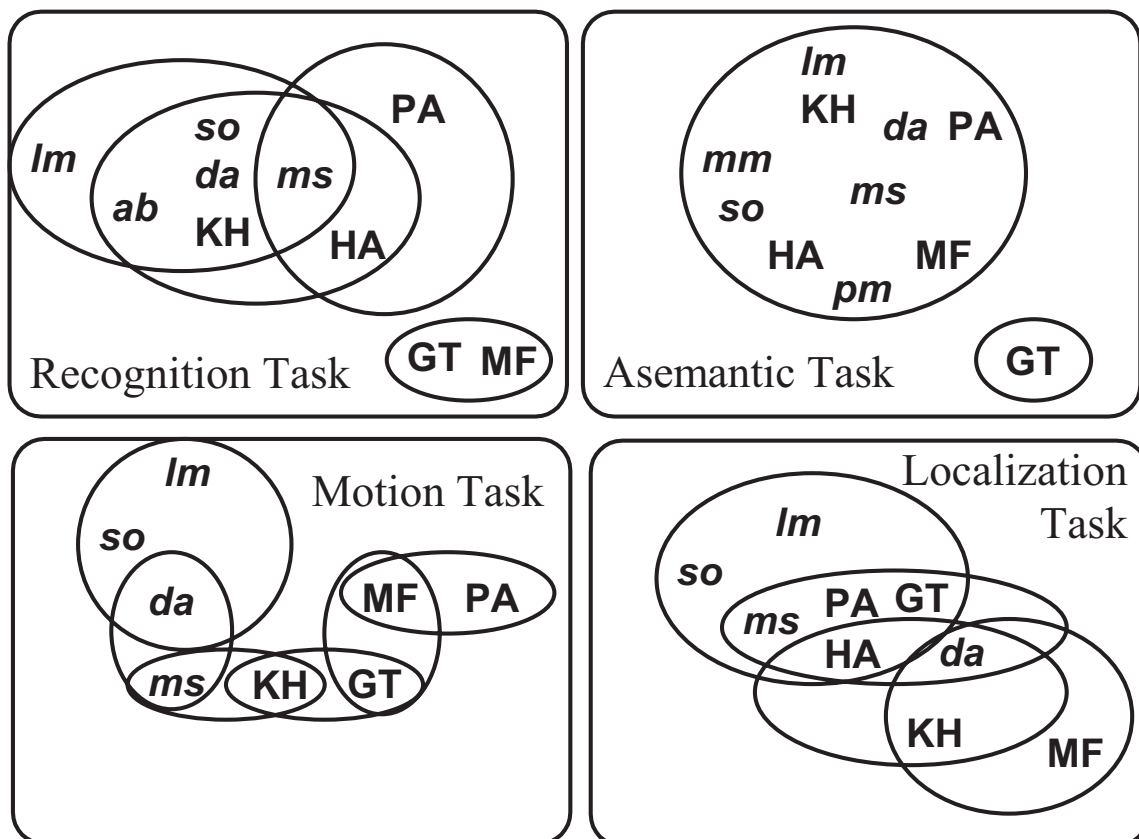 so
PA
lm
da
ms
ab
KH
HA
GT MF
Recognition Task
lm
KH
da PA
mm
ms
so
HA
MF
pm
Asemantic Task
GT
lm
Motion Task
so
da
MF
PA
ms
KH
GT
Localization
Task
lm
so
PA GT
ms
HA
da
KH
MF